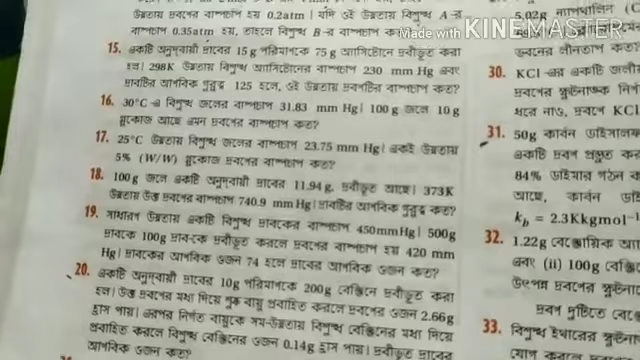 উষ্ণতায় দ্রবণের বাষ্পচাপ হয় 0.2atm। যদি ওই উষ্ণতায় বিশুদ্ধ A-র
বাষ্পচাপ 0.35atm হয়, তাহলে বিশুদ্ধ B-র বাষ্পচাপ
15. একটি অনুদ্বায়ী দ্রাবের 15 g পরিমাণকে 75 g অ্যাসিটোনে দ্রবীভূত করা
হল। 298K উষ্ণতায় বিশুদ্ধ অ্যাসিটোনের বাষ্পচাপ 230 mm Hg এবং
দ্রাবটির আণবিক গুরুত্ব 125 হলে, ওই উষ্ণতায় দ্রবণটির বাষ্পচাপ কত?
16. 30°C-এ বিশুদ্ধ জলের বাষ্পচাপ 31.83 mm Hg। 100 g জলে 10 g
গ্লুকোজ আছে এমন দ্রবণের বাষ্পচাপ কত?
17. 25°C উষ্ণতায় বিশুদ্ধ জলের বাষ্পচাপ 23.75 mm Hg। একই উষ্ণতায়
5% (W/W) গ্লুকোজ দ্রবণের বাষ্পচাপ কত?
18. 100g জলে একটি অনুদ্বায়ী দ্রাবের 11.94g. দ্রবীভূত আছে। 373K
উষ্ণতায় উক্ত দ্রবণের বাষ্পচাপ 740.9 mm Hg। দ্রাবটির আণবিক গুরুত্ব কত?
19. সাধারণ উষ্ণতায় একটি বিশুদ্ধ দ্রাবকের বাষ্পচাপ 450mmHg। 500g
দ্রাবকে 100g দ্রাবকে দ্রবীভূত করলে দ্রবণের বাষ্পচাপ হয় 420 mm
Hg। দ্রাবকের আণবিক ওজন 74 হলে দ্রাবের আণবিক ওজন কত?
20. একটি অনুদ্বায়ী দ্রাবের 10g পরিমাণকে 200g বেঞ্জিনে দ্রবীভূত করা
হল। উক্ত দ্রবণের মধ্য দিয়ে শুষ্ক বায়ু প্রবাহিত করলে দ্রবণের ওজন 2.66g
হ্রাস পায়। এরপর নির্গত বায়ুকে সম-উষ্ণতায় বিশুদ্ধ বেঞ্জিনের মধ্য দিয়ে
প্রবাহিত করলে বিশুদ্ধ বেঞ্জিনের ওজন 0.14g হ্রাস পায়। দ্রবীভূত দ্রাবের
আণবিক ওজন কত?
5.02g ন্যাপথালিন
দ্রবনের লীনতাপ কত?
30. KCl-এর একটি জলীয়
দ্রবণের স্ফুটনাঙ্ক নির্ণ
ধরে নাও, দ্রবণে KCl
31. 50g কার্বন ডাইসালফ
একটি দ্রবণ প্রস্তুত কর
84% ডাইমার গঠন ক
আছে, কার্বন ডাই
k_b = 2.3Kkgmol⁻¹
32. 1.22g বেঞ্জোয়িক অ্যা
এবং (ii) 100g বেঞ্জি
উৎপন্ন দ্রবণের স্ফুটনা
দ্রবণ দুটিতে বেঞ্জে
33. বিশুদ্ধ ইথারের স্ফুটনা
যোগ করলে
Made with KINEMASTER